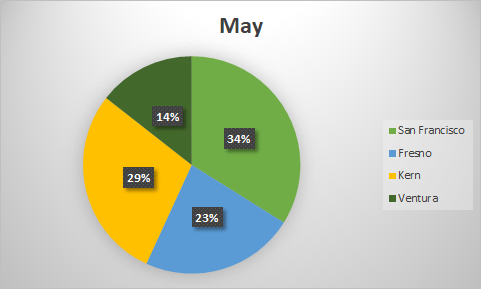 May
34%
23%
29%
14%
San Francisco
Fresno
Kern
Ventura